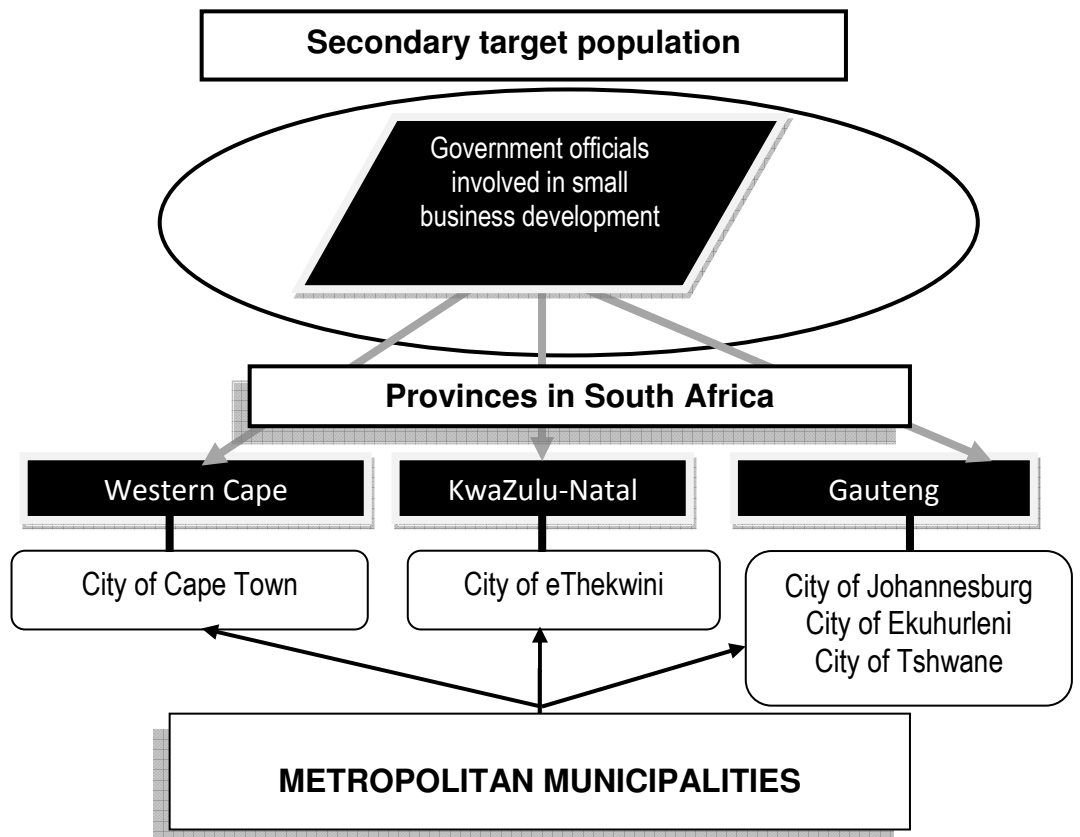 Secondary target population
Government officials
involved in small
business development
Provinces in South Africa
Western Cape
KwaZulu-Natal
Gauteng
City of Cape Town
City of eThekwini
City of Johannesburg
City of Ekuhurleni
City of Tshwane
METROPOLITAN MUNICIPALITIES